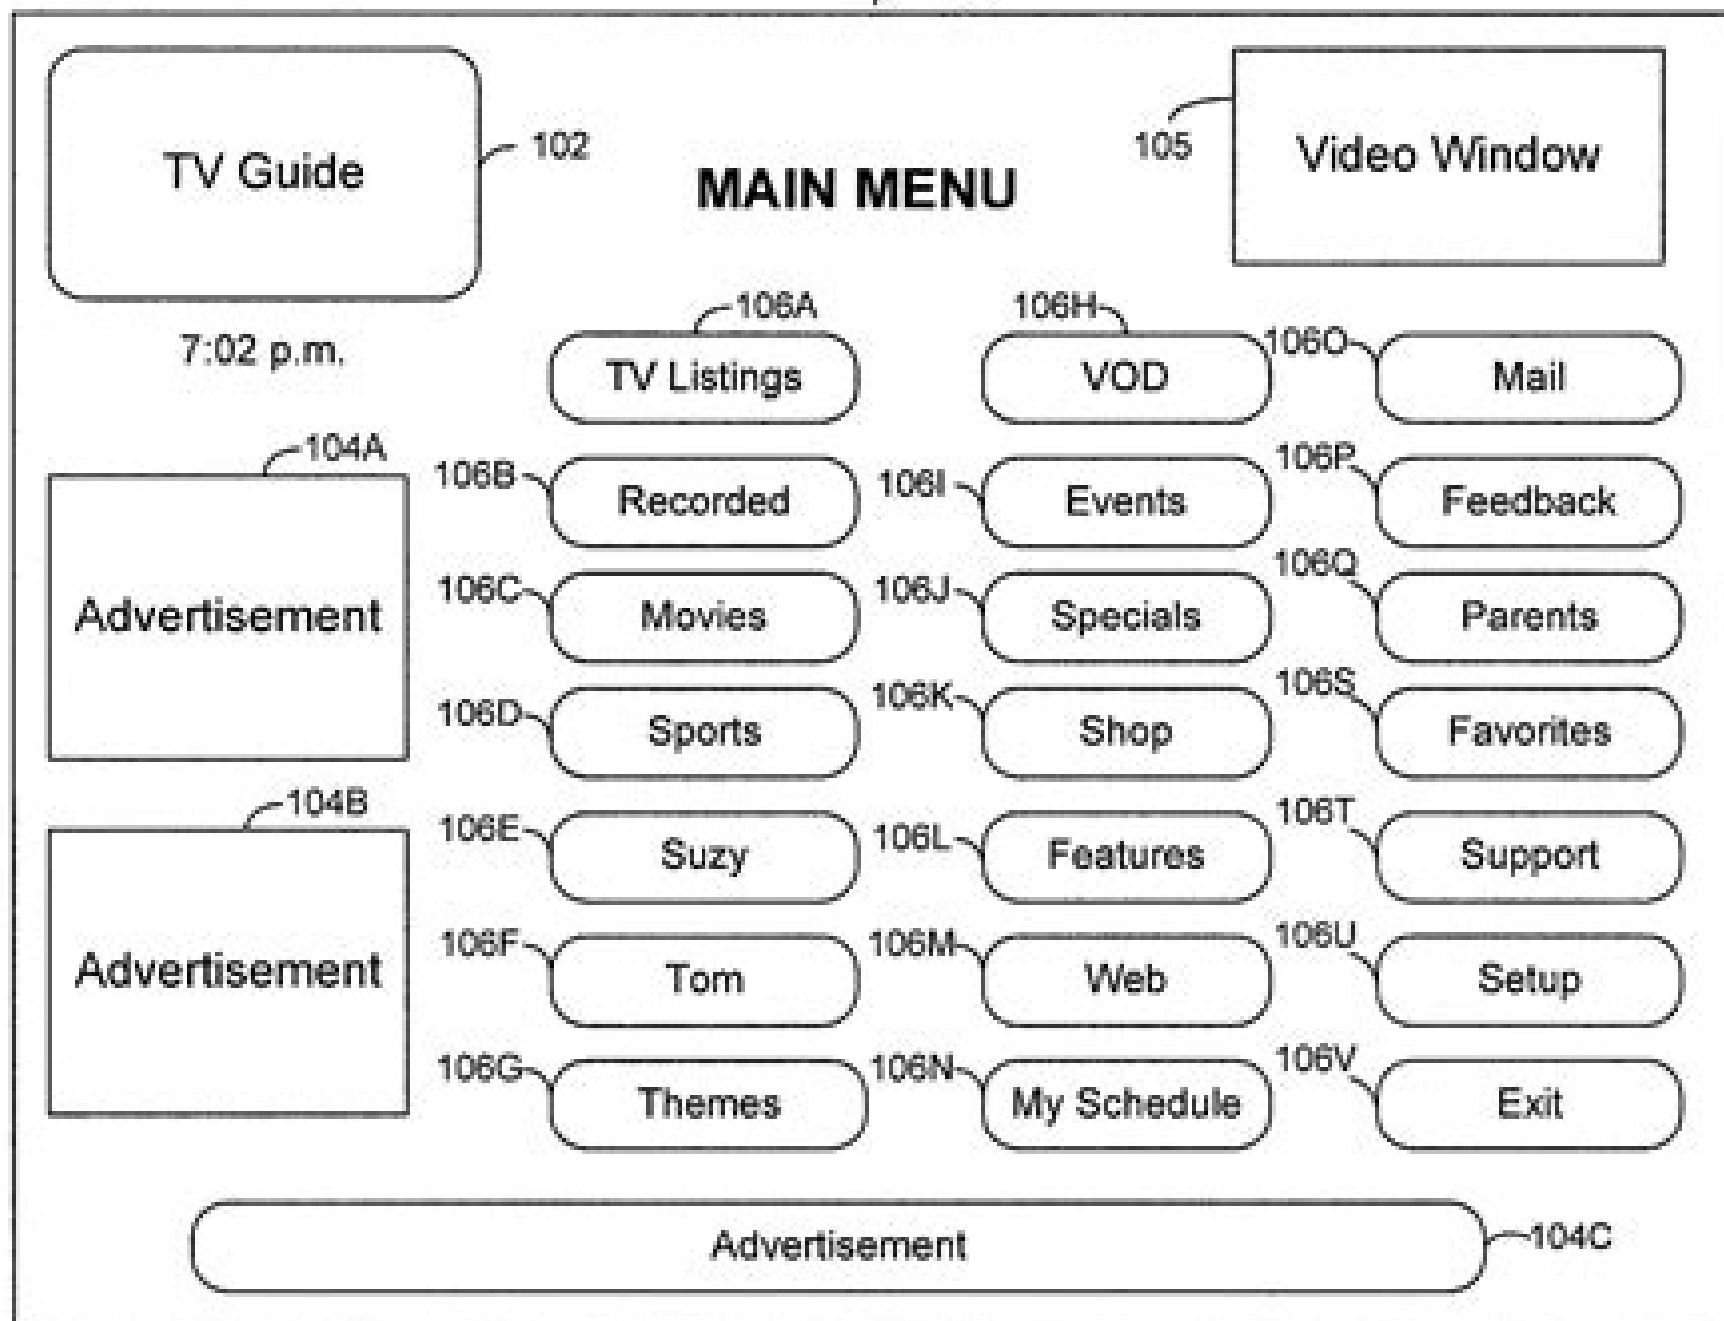 TV Guide
102
MAIN MENU
105
Video Window
7:02 p.m.
106A
TV Listings
106H
VOD
106O
Mail
104A
Advertisement
106B
Recorded
106I
Events
106P
Feedback
106C
Movies
106J
Specials
106Q
Parents
106D
Sports
106K
Shop
106S
Favorites
104B
Advertisement
106E
Suzy
106L
Features
106T
Support
106F
Tom
106M
Web
106U
Setup
106G
Themes
106N
My Schedule
106V
Exit
Advertisement
104C